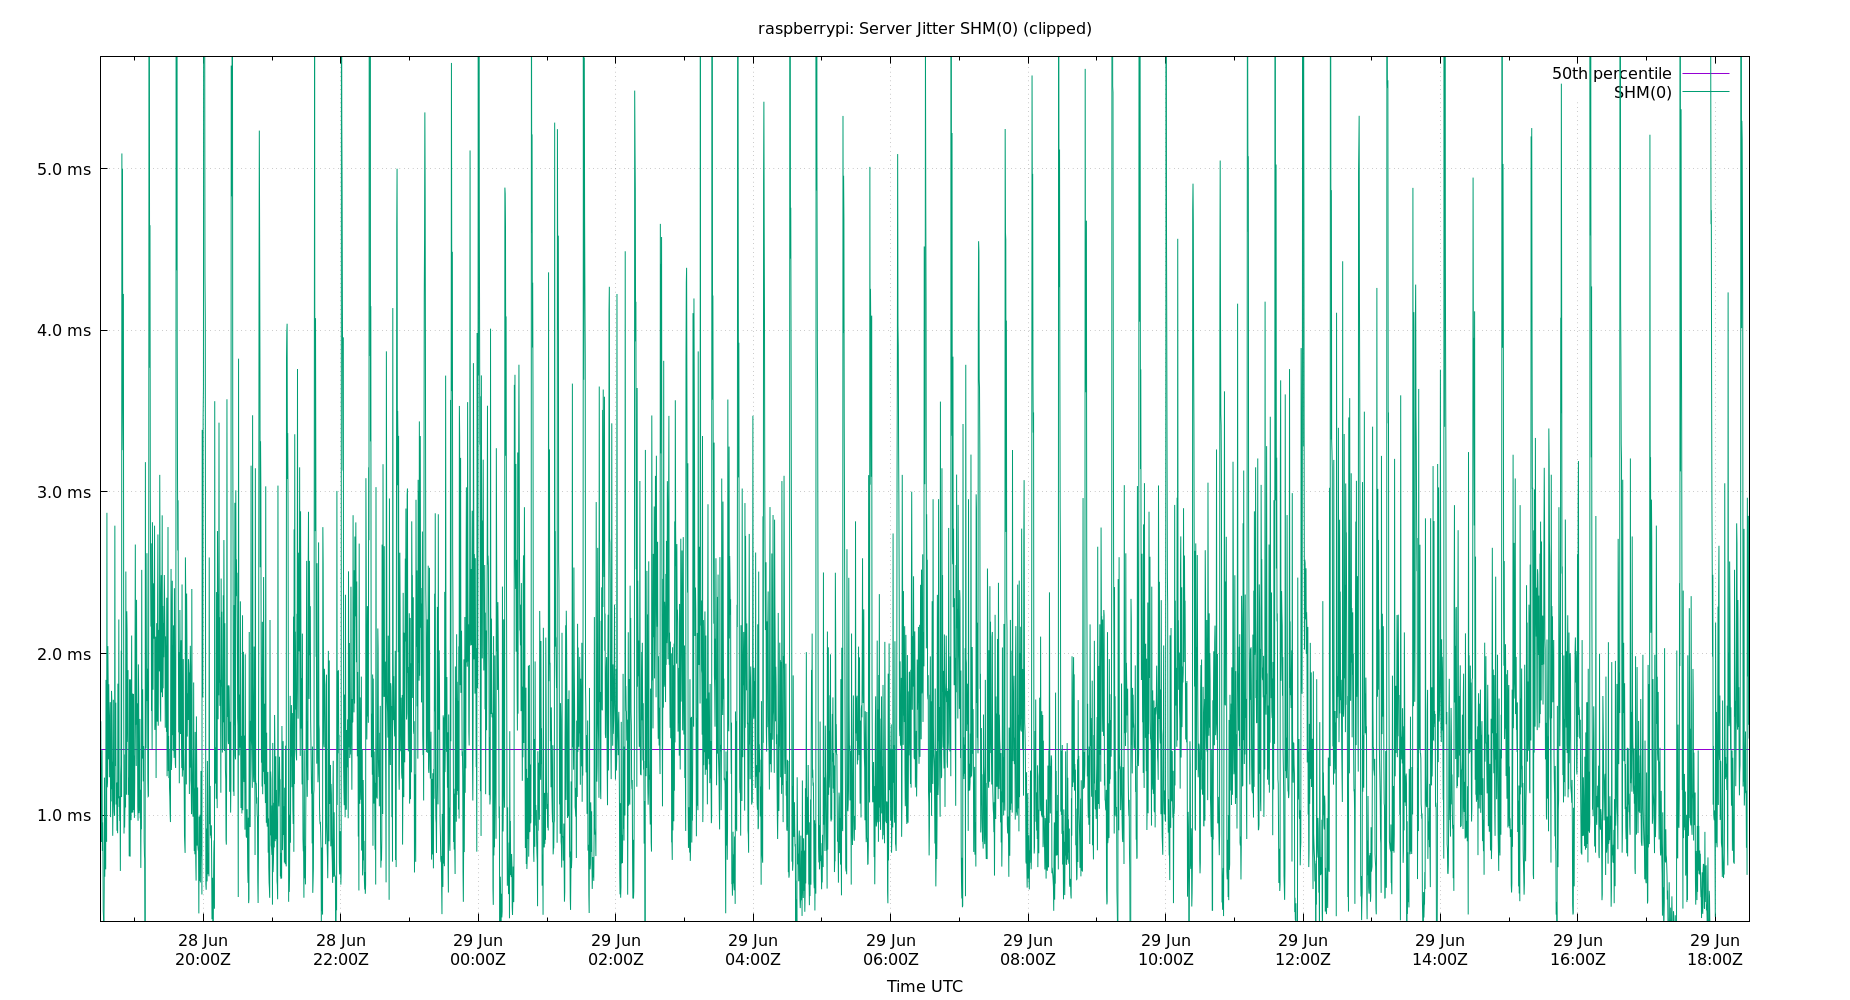 raspberrypi: Server Jitter SHM(0) (clipped)
50th percentile
SHM(0)
5.0 ms
4.0 ms
3.0 ms
2.0 ms
1.0 ms
28 Jun 28 Jun 29 Jun 29 Jun 29 Jun 29 Jun 29 Jun 29 Jun 29 Jun 29 Jun 29 Jun 29 Jun
20:00Z 22:00Z 00:00Z 02:00Z 04:00Z 06:00Z 08:00Z 10:00Z 12:00Z 14:00Z 16:00Z 18:00Z
Time UTC